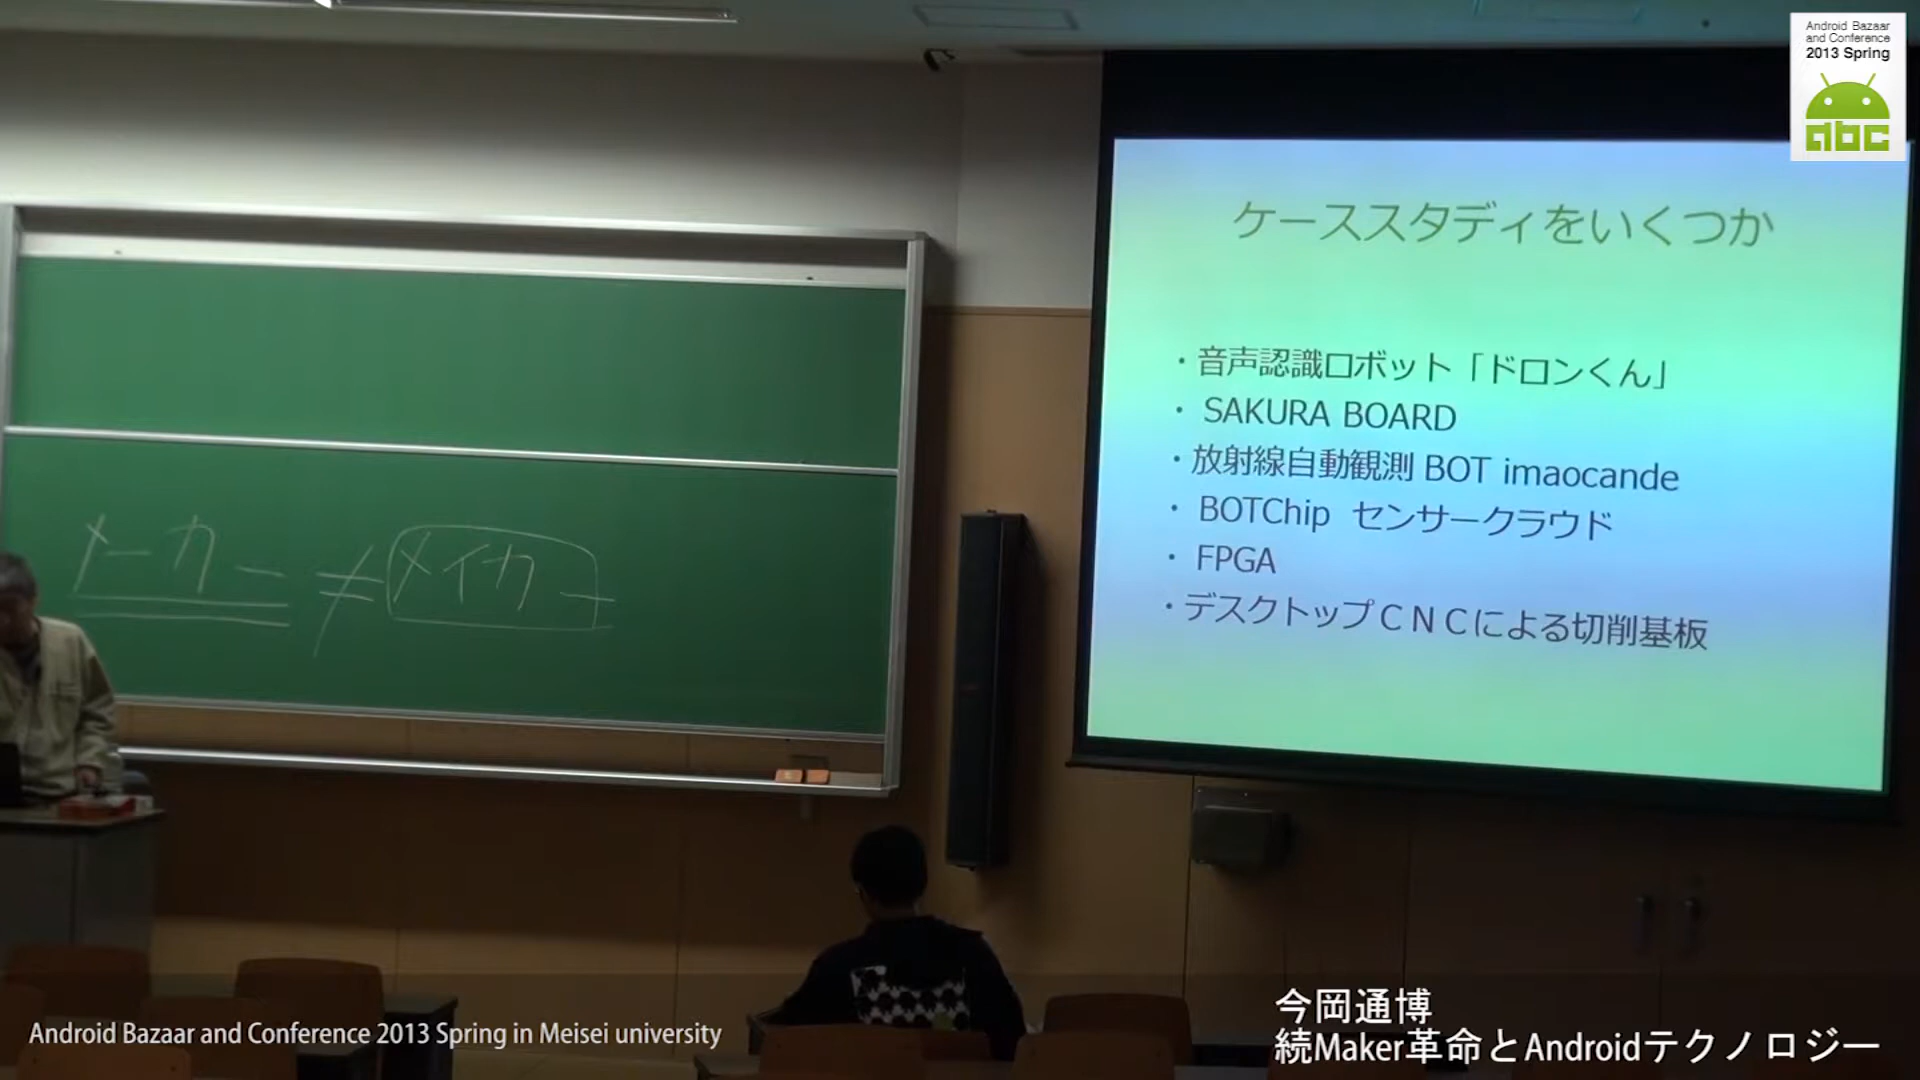 Android Bazaar
and Conference
2013 Spring
abc
ケーススタディをいくつか
・音声認識ロボット「ドロンくん」
・ SAKURA BOARD
・放射線自動観測 BOT imaocande
・ BOTChip センサークラウド
・ FPGA
・デスクトップCNCによる切削基板
メーカー ≠ メイカー
今岡通博
続Maker革命とAndroidテクノロジー
Android Bazaar and Conference 2013 Spring in Meisei university